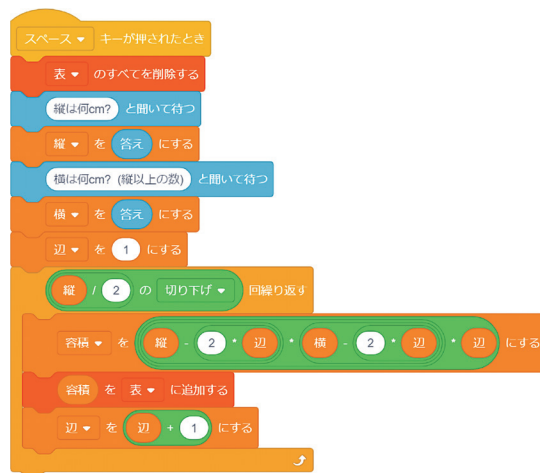 スペース キーが押されたとき
表 のすべてを削除する
縦は何cm? と聞いて待つ
縦 を 答え にする
横は何cm? (縦以上の数) と聞いて待つ
横 を 答え にする
辺 を 1 にする
縦 / 2 の 切り下げ 回繰り返す
容積 を 縦 - 2 * 辺 * 横 - 2 * 辺 * 辺 にする
容積 を 表 に追加する
辺 を 辺 + 1 にする